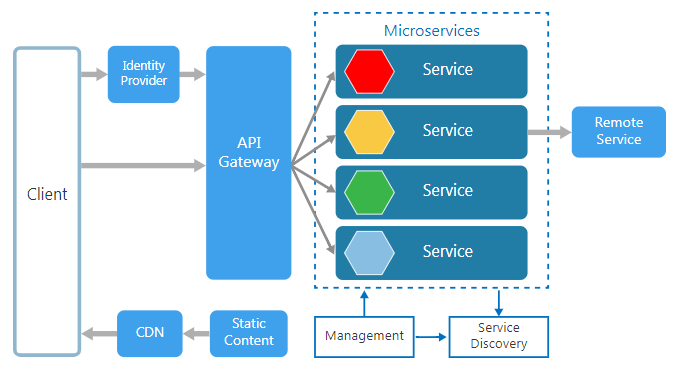 Microservices
Identity
Provider
Service
API
Gateway
Service
Remote
Service
Client
Service
Service
CDN
Static
Content
Management
Service
Discovery